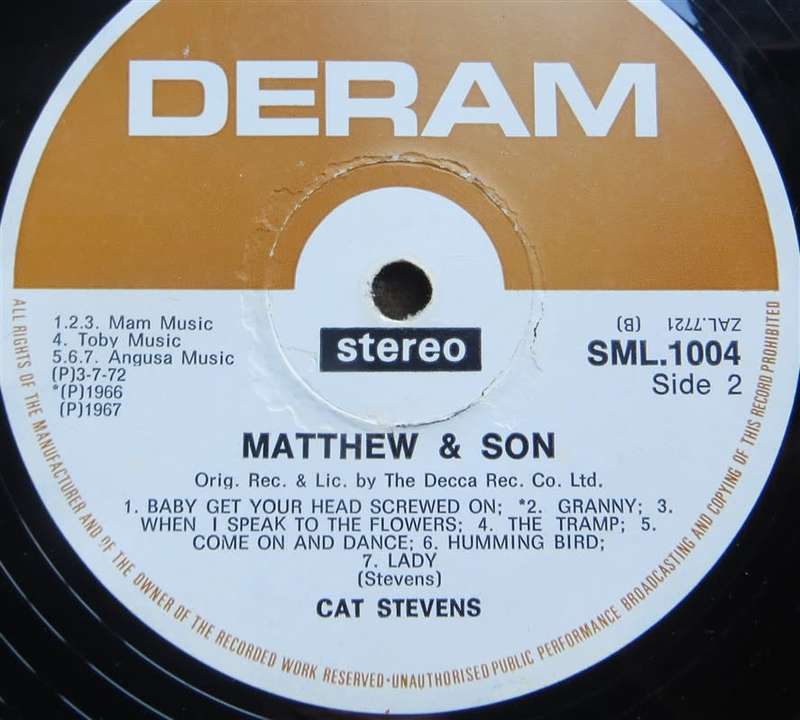 DERAM
1.2.3. Mam Music
4. Toby Music
5.6.7. Angusa Music
(P)3-7-72
*(P)1966
(P)1967
stereo
ZAL.7721 (B)
SML.1004
Side 2
MATTHEW & SON
Orig. Rec. & Lic. by The Decca Rec. Co. Ltd.
1. BABY GET YOUR HEAD SCREWED ON; *2. GRANNY; 3.
WHEN I SPEAK TO THE FLOWERS; 4. THE TRAMP; 5.
COME ON AND DANCE; 6. HUMMING BIRD;
7. LADY
(Stevens)
CAT STEVENS
ALL RIGHTS OF THE MANUFACTURER AND OF THE OWNER OF THE RECORDED WORK RESERVED·UNAUTHORISED PUBLIC PERFORMANCE BROADCASTING AND COPYING OF THIS RECORD PROHIBITED